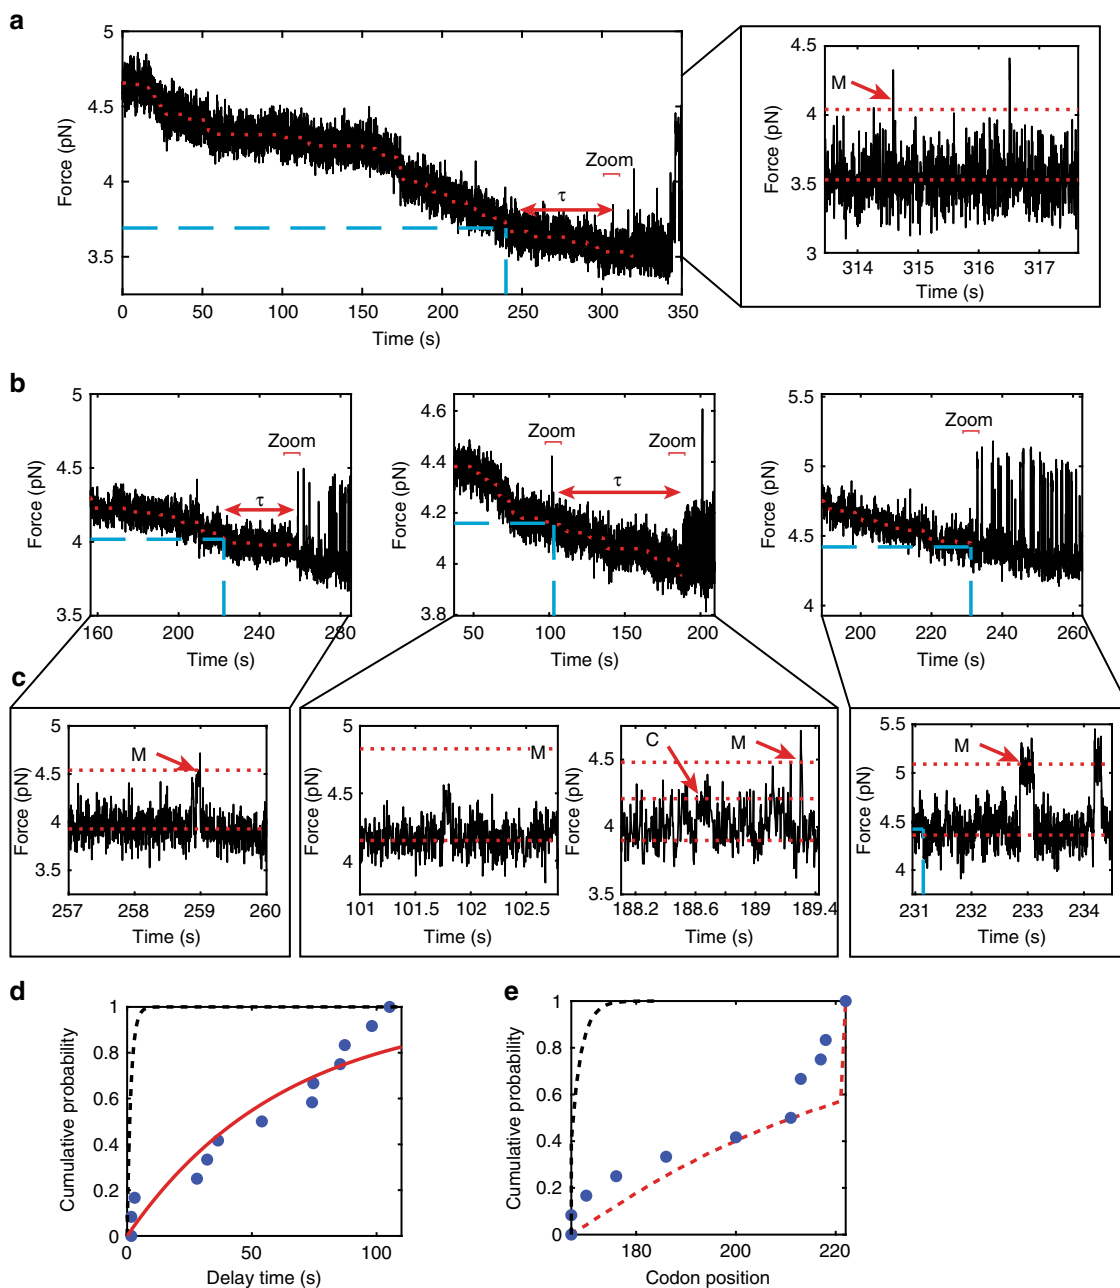 a
5
4.5
4
3.5
Force (pN)
Zoom
τ
0 50 100 150 200 250 300 350
Time (s)
4.5
4
3.5
3
Force (pN)
M
314 315 316 317
Time (s)
b
5
4.5
4
3.5
Force (pN)
Zoom
τ
160 200 220 260 280
Time (s)
4.6
4.4
4.2
4
3.8
Force (pN)
Zoom
Zoom
τ
50 100 150 200
Time (s)
5.5
5
4.5
4
Force (pN)
Zoom
200 220 240 260
Time (s)
c
5
4.5
4
3.5
Force (pN)
M
257 258 259 260
Time (s)
5
4.5
4
Force (pN)
M
101 101.5 102 102.5
Time (s)
5
4.5
4
3.5
Force (pN)
C
M
188.2 188.6 189 189.4
Time (s)
5.5
5
4.5
4
Force (pN)
M
231 232 233 234
Time (s)
d
1
0.8
0.6
0.4
0.2
0
Cumulative probability
0 50 100
Delay time (s)
e
1
0.8
0.6
0.4
0.2
0
Cumulative probability
180 200 220
Codon position